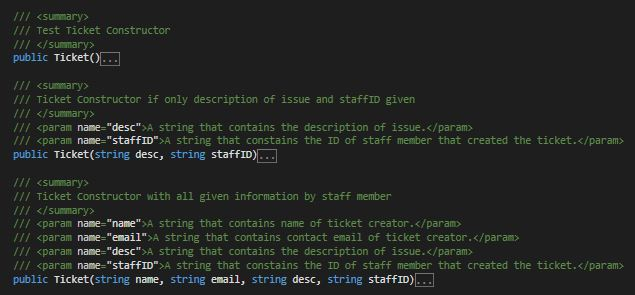 /// <summary>
/// Test Ticket Constructor
/// </summary>
public Ticket()...
/// <summary>
/// Ticket Constructor if only description of issue and staffID given
/// </summary>
/// <param name="desc">A string that contains the description of issue.</param>
/// <param name="staffID">A string that constains the ID of staff member that created the ticket.</param>
public Ticket(string desc, string staffID)...
/// <summary>
/// Ticket Constructor with all given information by staff member
/// </summary>
/// <param name="name">A string that contains name of ticket creator.</param>
/// <param name="email">A string that contains contact email of ticket creator.</param>
/// <param name="desc">A string that contains the description of issue.</param>
/// <param name="staffID">A string that constains the ID of staff member that created the ticket.</param>
public Ticket(string name, string email, string desc, string staffID)...